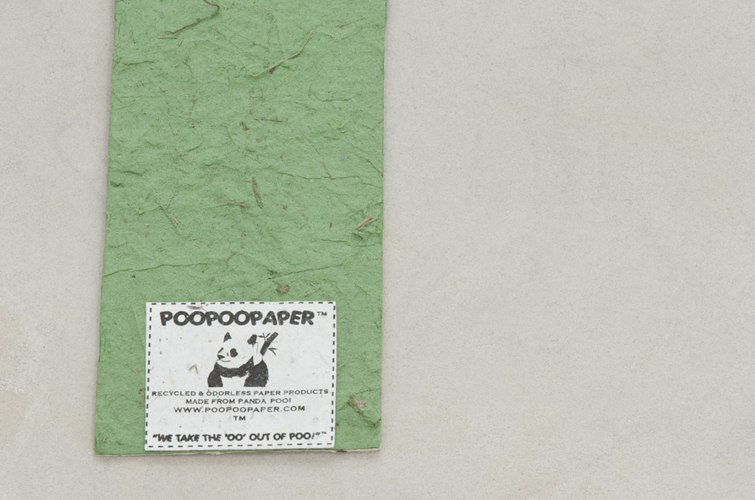 POOPOOPAPER™
RECYCLED & ODORLESS PAPER PRODUCTS
MADE FROM PANDA POO!
WWW.POOPOOPAPER.COM
TM
"WE TAKE THE 'OO' OUT OF POO!"™